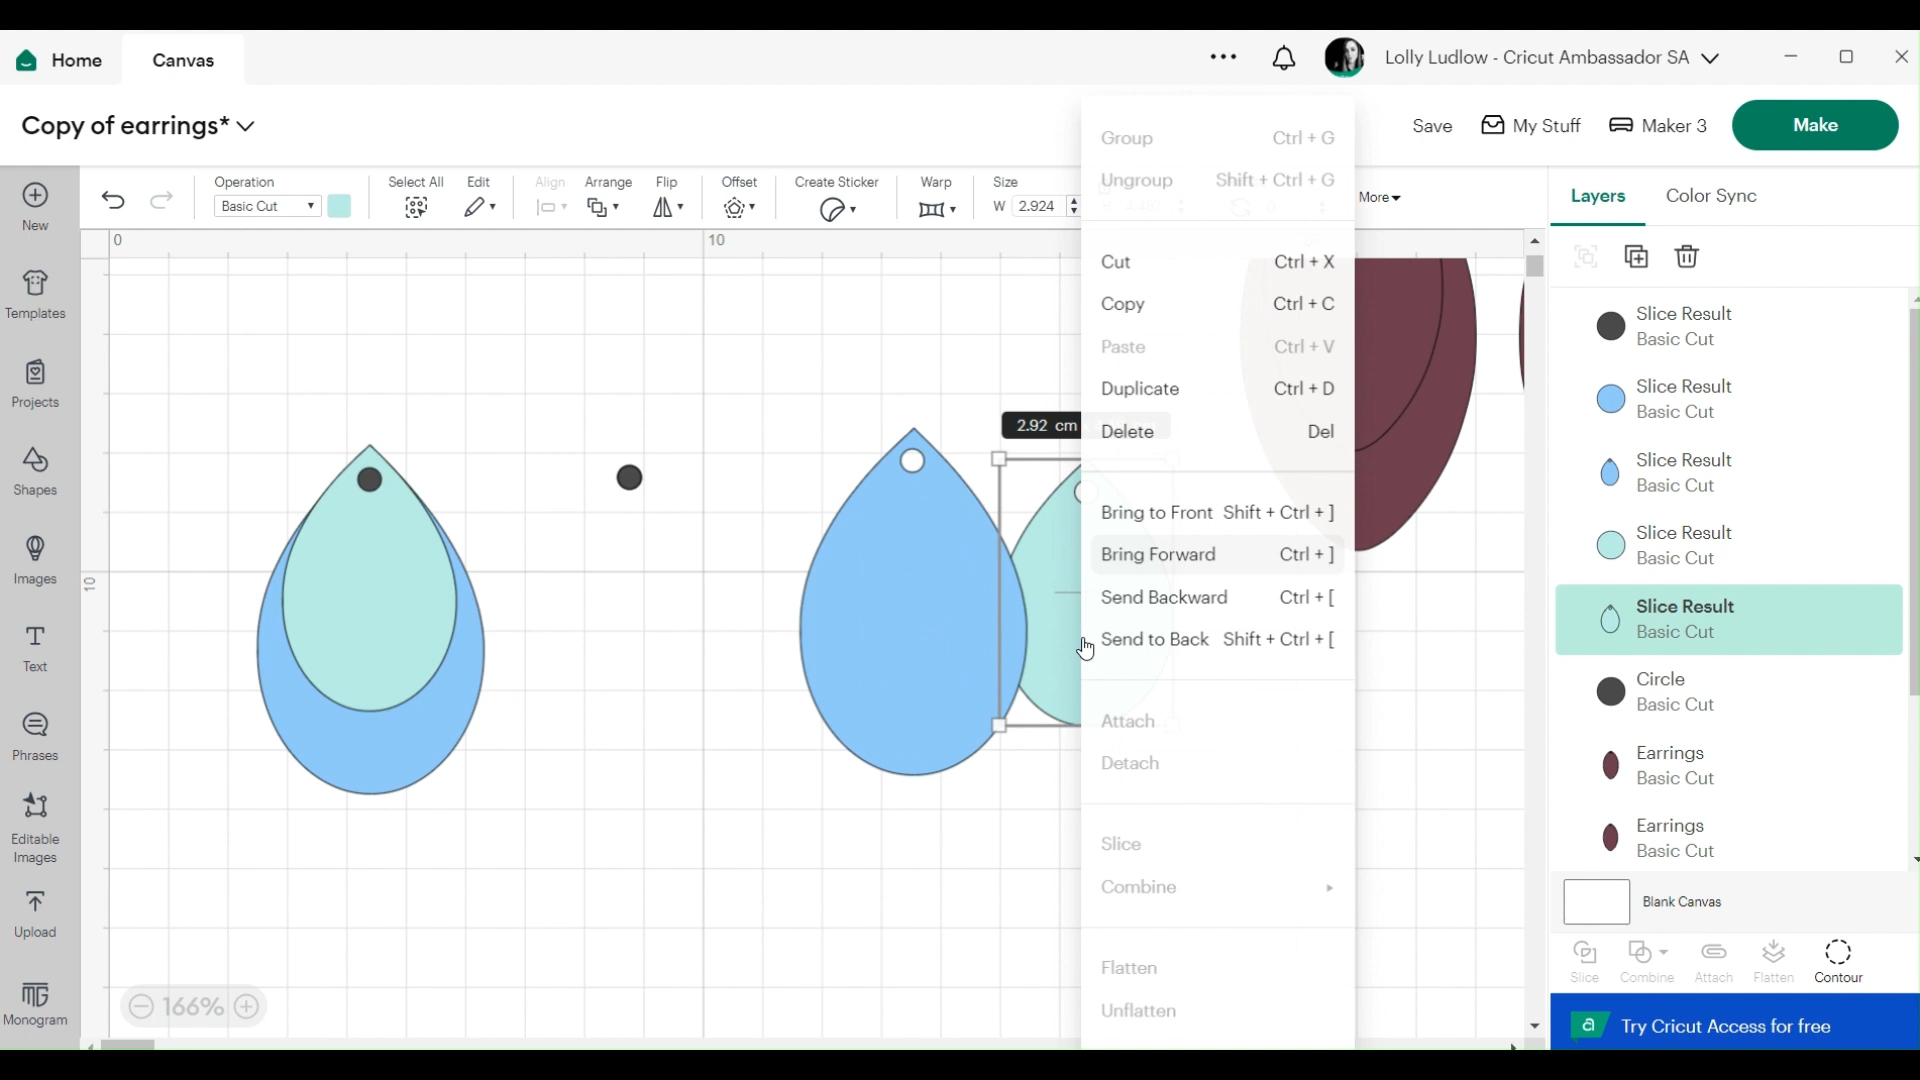 Home
Canvas
Lolly Ludlow - Cricut Ambassador SA
Copy of earrings*
Save
My Stuff
Maker 3
Make
New
Templates
Projects
Shapes
Images
Text
Phrases
Editable
Images
Upload
Monogram
Operation
Basic Cut
Select All
Edit
Align
Arrange
Flip
Offset
Create Sticker
Warp
Size
W 2.924
More
0
10
10
2.92 cm
166%
Group Ctrl + G
Ungroup Shift + Ctrl + G
Cut Ctrl + X
Copy Ctrl + C
Paste Ctrl + V
Duplicate Ctrl + D
Delete Del
Bring to Front Shift + Ctrl + ]
Bring Forward Ctrl + ]
Send Backward Ctrl + [
Send to Back Shift + Ctrl + [
Attach
Detach
Slice
Combine
Flatten
Unflatten
Layers
Color Sync
Slice Result
Basic Cut
Slice Result
Basic Cut
Slice Result
Basic Cut
Slice Result
Basic Cut
Slice Result
Basic Cut
Circle
Basic Cut
Earrings
Basic Cut
Earrings
Basic Cut
Blank Canvas
Slice
Combine
Attach
Flatten
Contour
a
Try Cricut Access for free